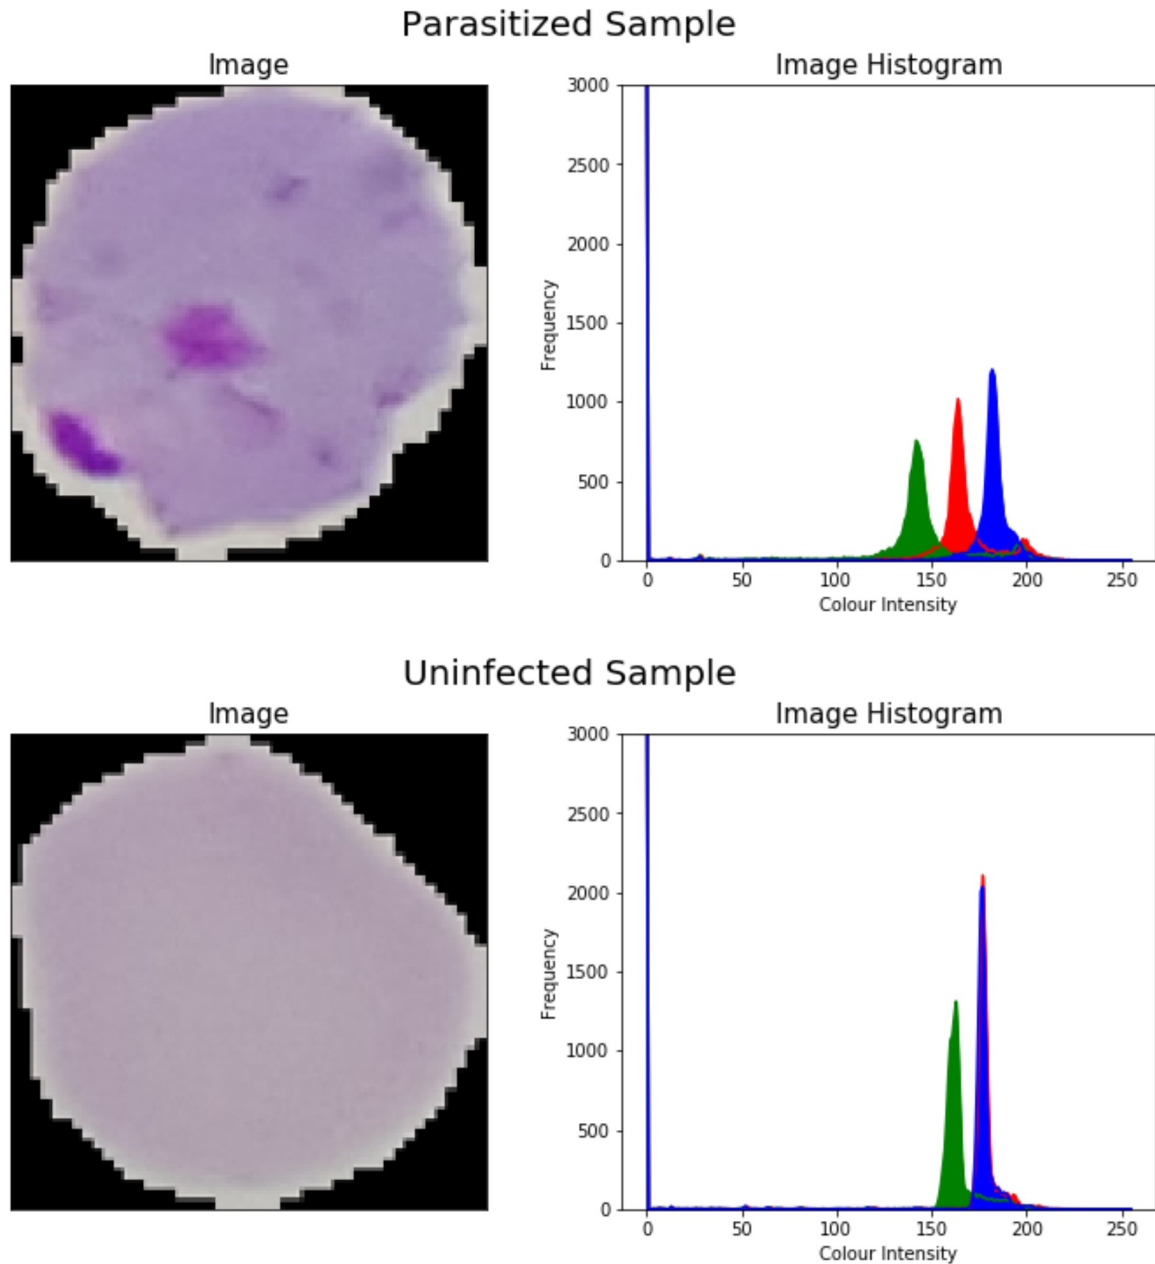 Parasitized Sample
Image
Image Histogram
3000
2500
2000
1500
1000
500
0
Frequency
0 50 100 150 200 250
Colour Intensity
Uninfected Sample
Image
Image Histogram
3000
2500
2000
1500
1000
500
0
Frequency
0 50 100 150 200 250
Colour Intensity